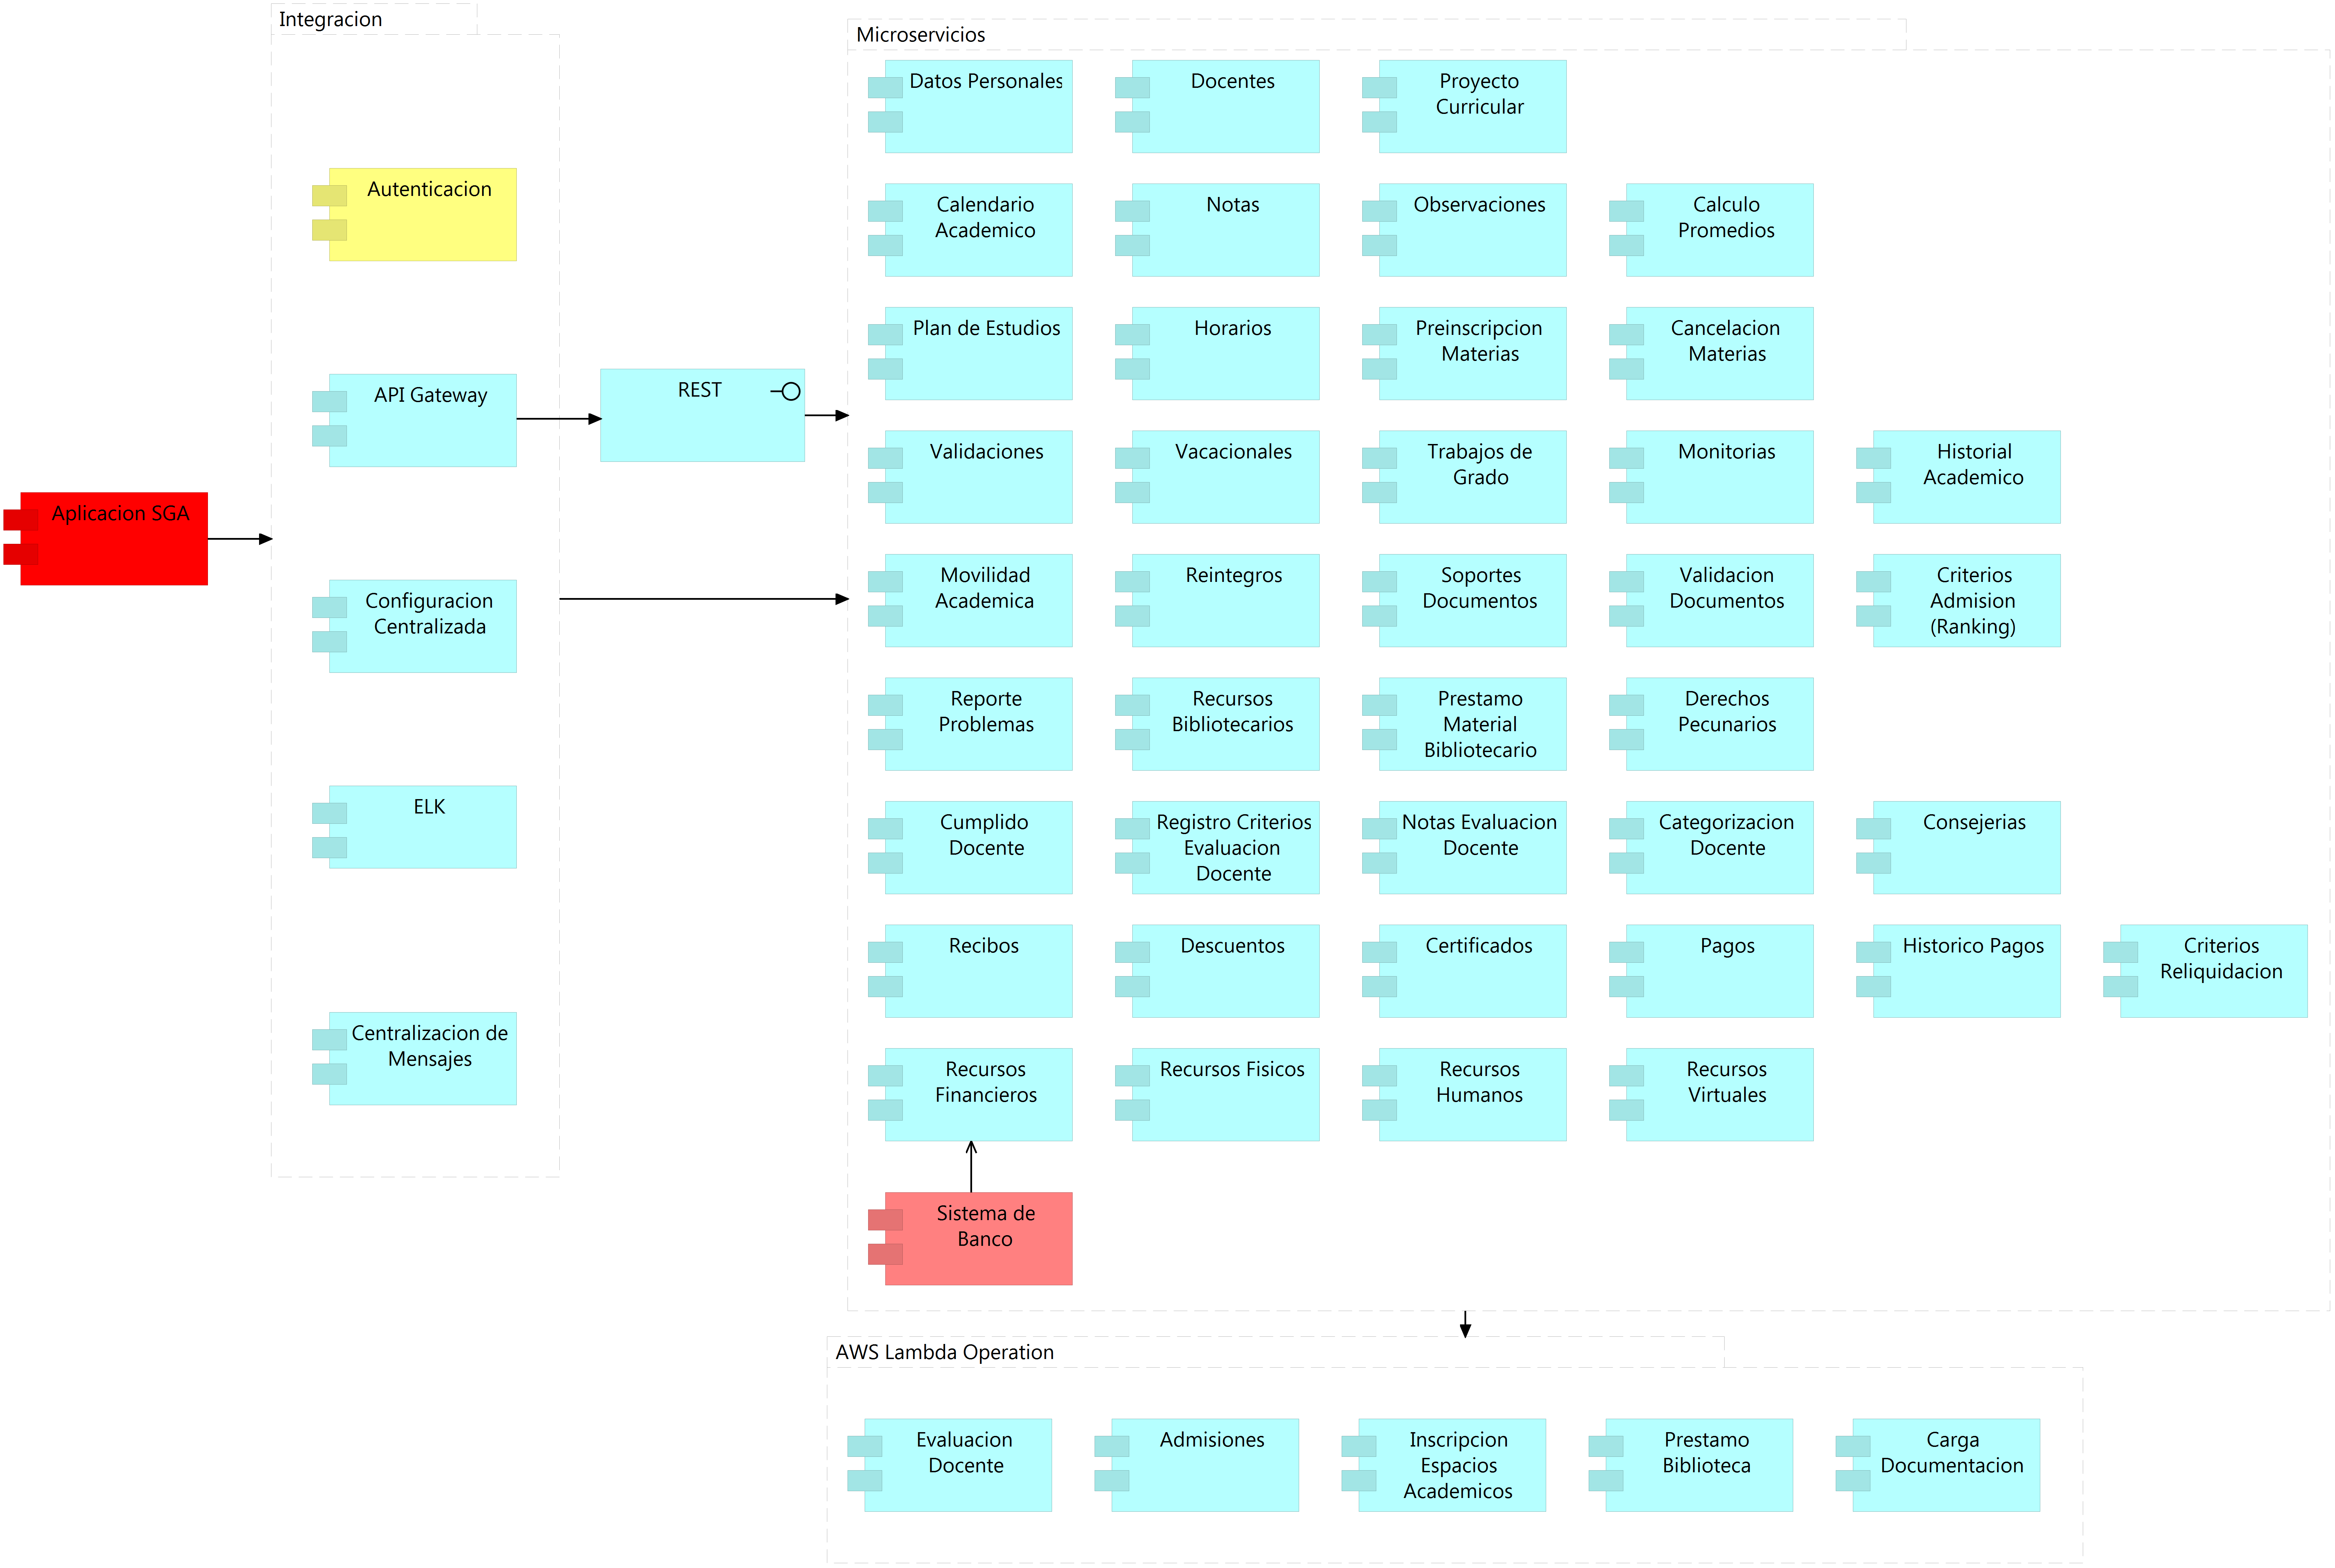 Integracion
Autenticacion
API Gateway
Configuracion
Centralizada
ELK
Centralizacion de
Mensajes
Aplicacion SGA
REST
Microservicios
Datos Personales
Docentes
Proyecto
Curricular
Calendario
Academico
Notas
Observaciones
Calculo
Promedios
Plan de Estudios
Horarios
Preinscripcion
Materias
Cancelacion
Materias
Validaciones
Vacacionales
Trabajos de
Grado
Monitorias
Historial
Academico
Movilidad
Academica
Reintegros
Soportes
Documentos
Validacion
Documentos
Criterios
Admision
(Ranking)
Reporte
Problemas
Recursos
Bibliotecarios
Prestamo
Material
Bibliotecario
Derechos
Pecunarios
Cumplido
Docente
Registro Criterios
Evaluacion
Docente
Notas Evaluacion
Docente
Categorizacion
Docente
Consejerias
Recibos
Descuentos
Certificados
Pagos
Historico Pagos
Criterios
Reliquidacion
Recursos
Financieros
Recursos Fisicos
Recursos
Humanos
Recursos
Virtuales
Sistema de
Banco
AWS Lambda Operation
Evaluacion
Docente
Admisiones
Inscripcion
Espacios
Academicos
Prestamo
Biblioteca
Carga
Documentacion